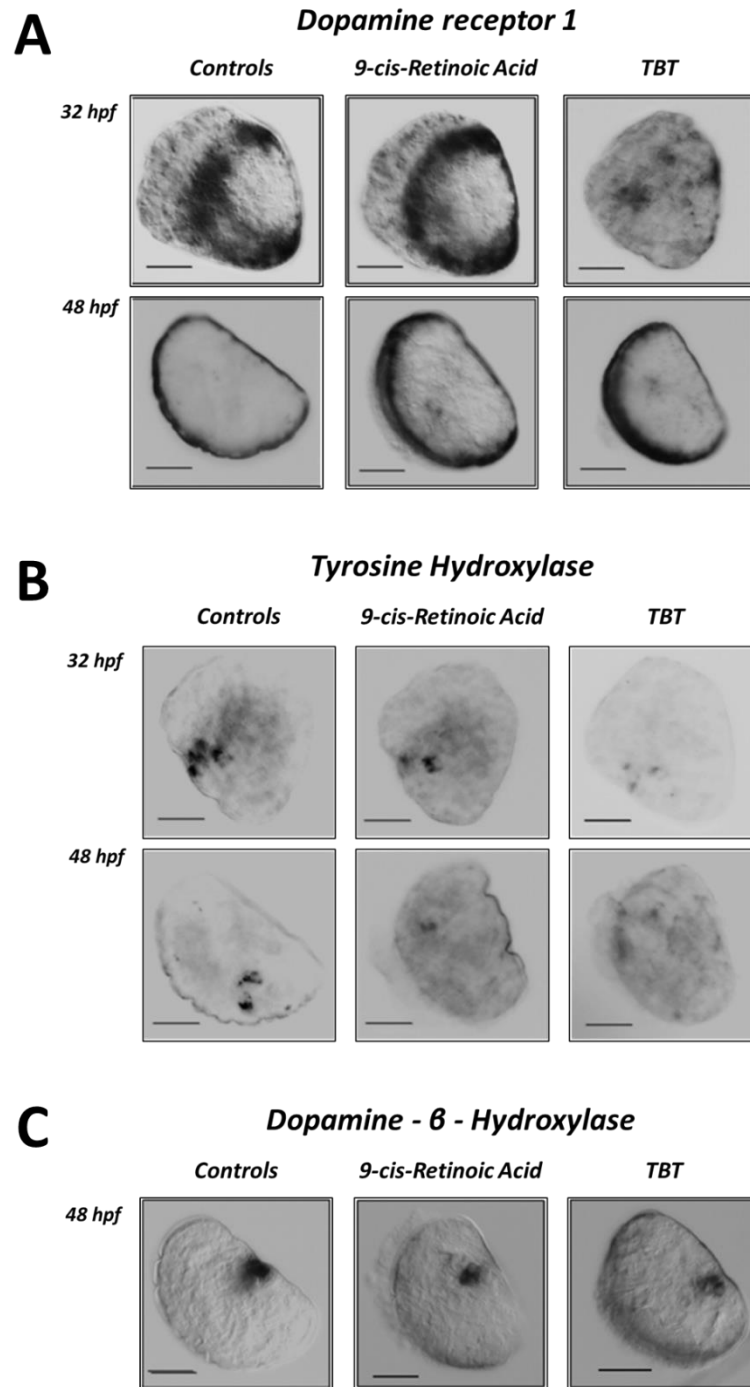 A
Dopamine receptor 1
Controls 9-cis-Retinoic Acid TBT
32 hpf
48 hpf
B
Tyrosine Hydroxylase
Controls 9-cis-Retinoic Acid TBT
32 hpf
48 hpf
C
Dopamine - β - Hydroxylase
Controls 9-cis-Retinoic Acid TBT
48 hpf